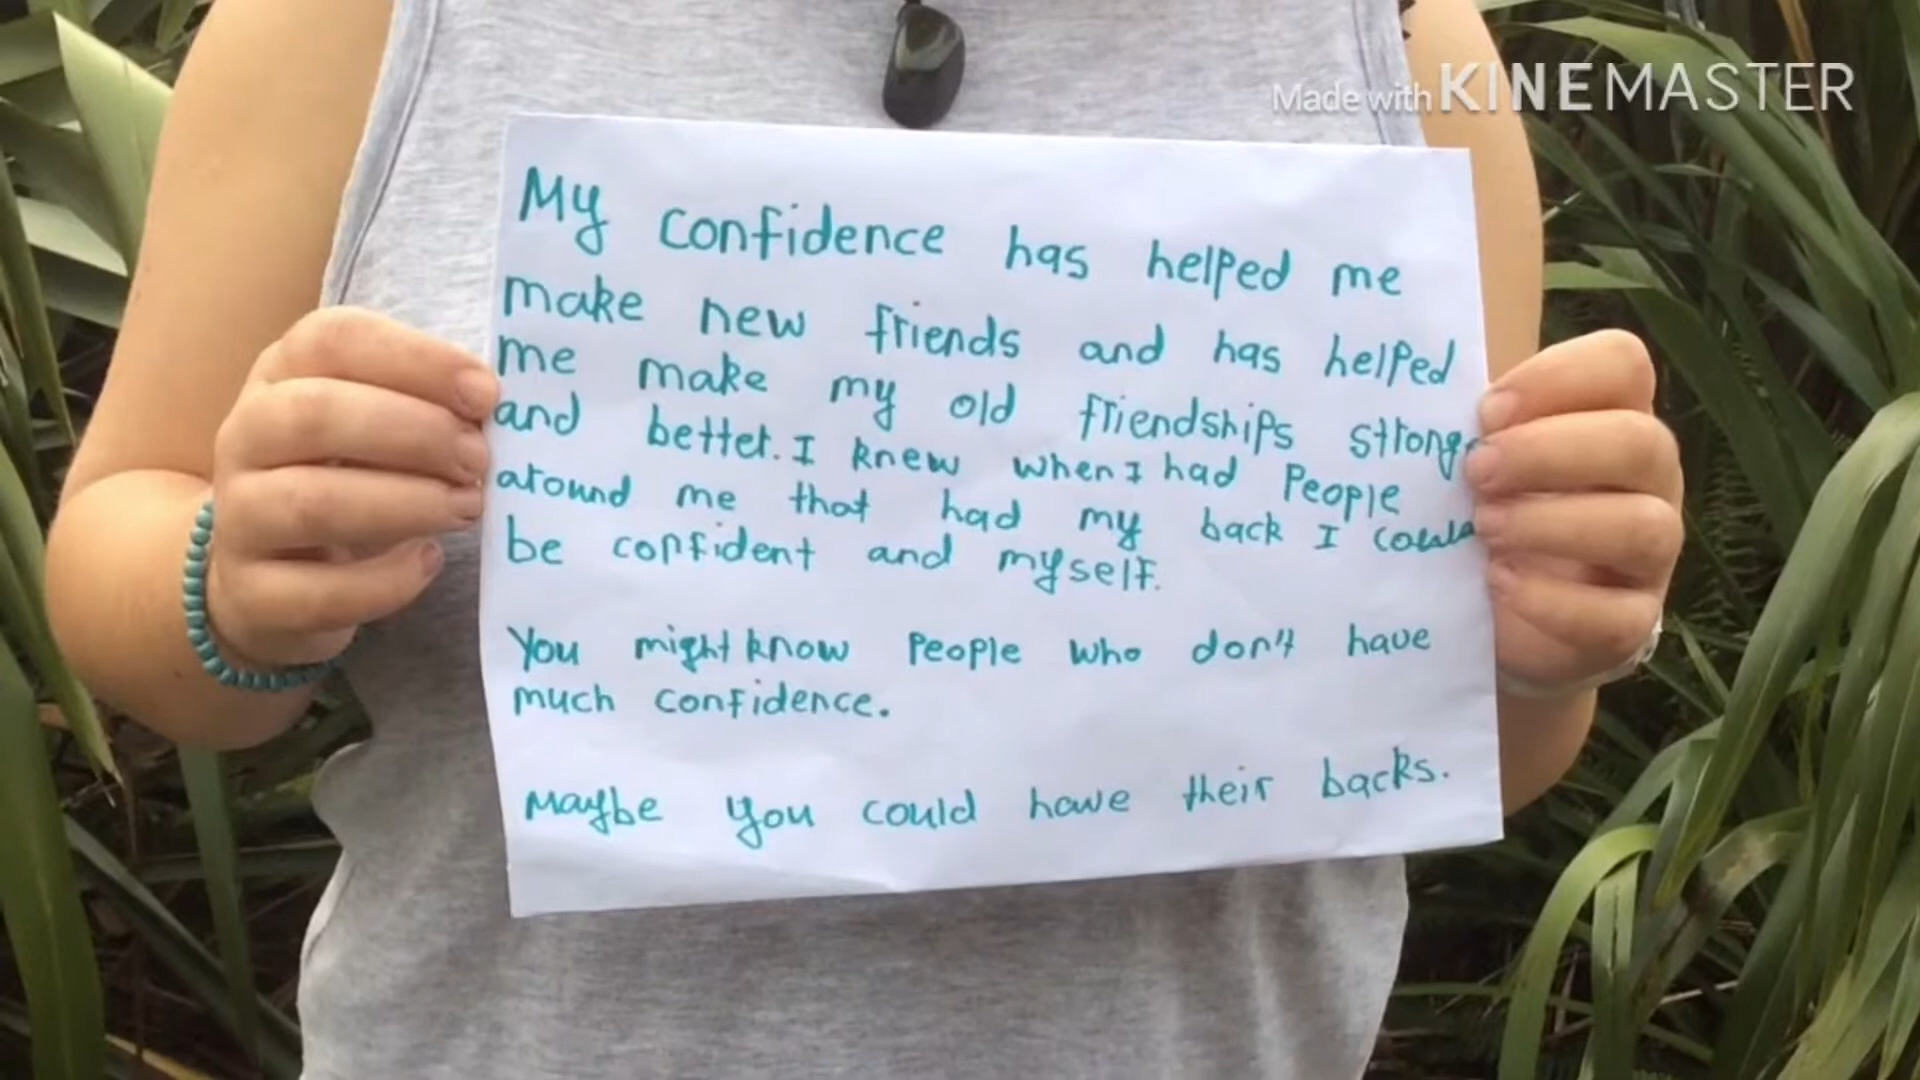 Made with KINEMASTER
My confidence has helped me
make new friends and has helped
me make my old friendships strong
and better. I knew when I had People
around me that had my back I could
be confident and myself.
You might know People who don't have
much confidence.
Maybe you could have their backs.